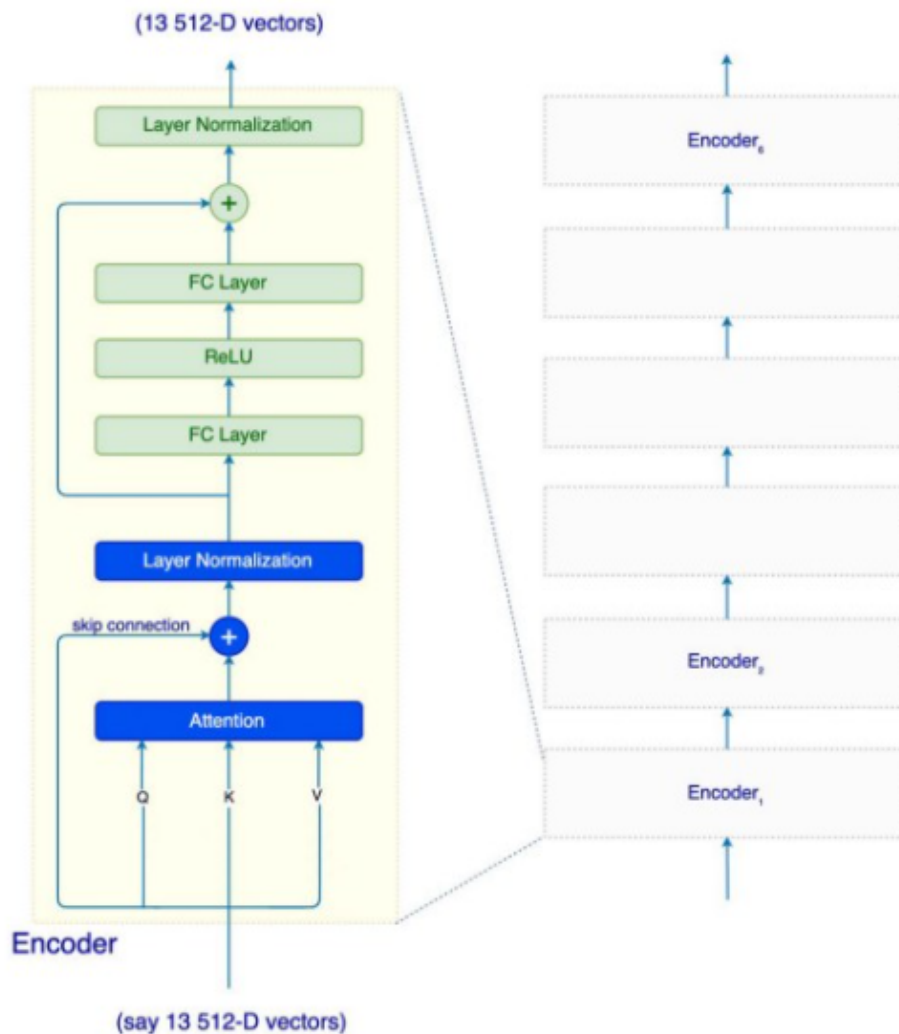 (13 512-D vectors)
Layer Normalization
+
FC Layer
ReLU
FC Layer
Layer Normalization
skip connection
+
Attention
Q K V
Encoder
(say 13 512-D vectors)
Encoder₆
Encoder₂
Encoder₁